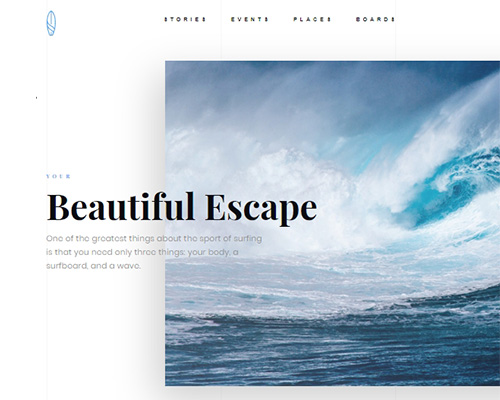 STORIES EVENTS PLACES BOARDS
YOUR
Beautiful Escape
One of the greatest things about the sport of surfing
is that you need only three things: your body, a
surfboard, and a wave.